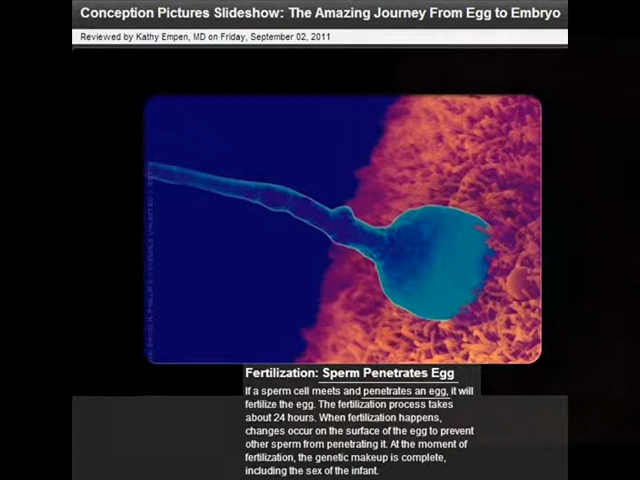 Conception Pictures Slideshow: The Amazing Journey From Egg to Embryo
Reviewed by Kathy Empen, MD on Friday, September 02, 2011
Fertilization: Sperm Penetrates Egg
If a sperm cell meets and penetrates an egg, it will
fertilize the egg. The fertilization process takes
about 24 hours. When fertilization happens,
changes occur on the surface of the egg to prevent
other sperm from penetrating it. At the moment of
fertilization, the genetic makeup is complete,
including the sex of the infant.